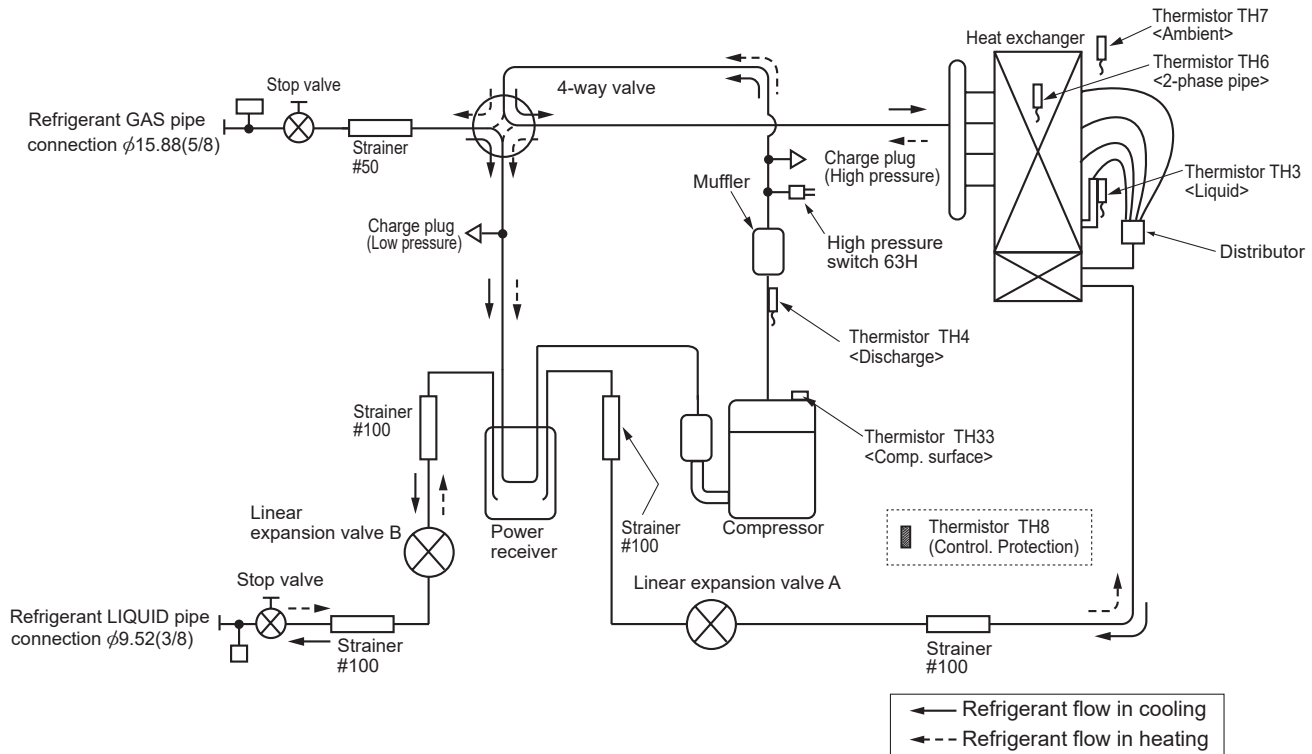 Thermistor TH7
<Ambient>
Heat exchanger
Thermistor TH6
<2-phase pipe>
Stop valve
4-way valve
Refrigerant GAS pipe
connection ϕ15.88(5/8)
Strainer
#50
Charge plug
(High pressure)
Thermistor TH3
<Liquid>
Muffler
Charge plug
(Low pressure)
High pressure
switch 63H
Distributor
Thermistor TH4
<Discharge>
Strainer
#100
Thermistor TH33
<Comp. surface>
Linear
expansion valve B
Power
receiver
Strainer
#100
Compressor
Thermistor TH8
(Control. Protection)
Stop valve
Linear expansion valve A
Refrigerant LIQUID pipe
connection ϕ9.52(3/8)
Strainer
#100
Strainer
#100
Refrigerant flow in cooling
Refrigerant flow in heating